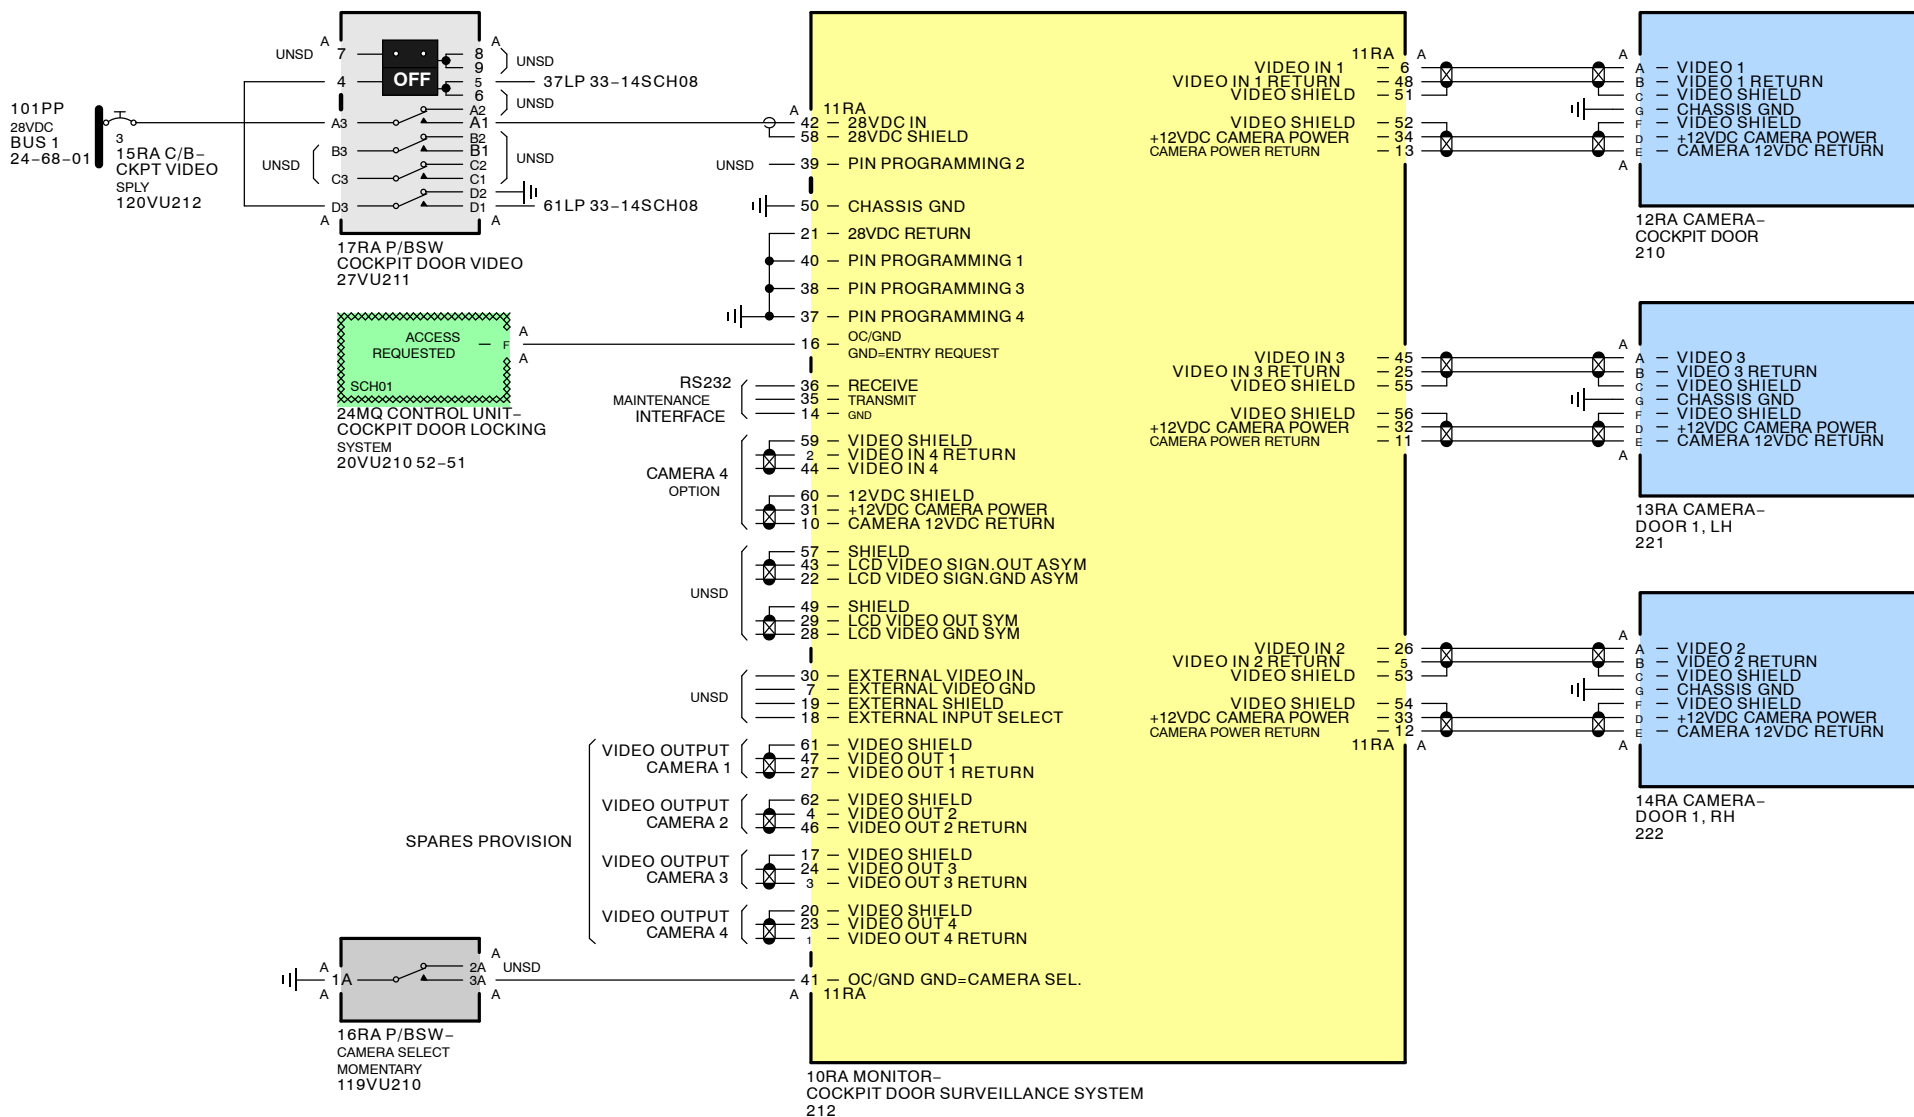 101PP
28VDC
BUS 1
24-68-01
3
15RA C/B-
CKPT VIDEO
SPLY
120VU212
A
UNSD
7
4
A3
UNSD
B3
C3
D3
A
OFF
A
8
9
UNSD
5
37LP 33-14SCH08
6
A2
UNSD
A1
B2
B1
UNSD
C2
C1
D2
D1
61LP 33-14SCH08
A
17RA P/BSW
COCKPIT DOOR VIDEO
27VU211
ACCESS
REQUESTED
— F
A
A
SCH01
24MQ CONTROL UNIT-
COCKPIT DOOR LOCKING
SYSTEM
20VU210 52-51
A
11RA
42 — 28VDC IN
58 — 28VDC SHIELD
UNSD
39 — PIN PROGRAMMING 2
50 — CHASSIS GND
21 — 28VDC RETURN
40 — PIN PROGRAMMING 1
38 — PIN PROGRAMMING 3
37 — PIN PROGRAMMING 4
16 — OC/GND
GND=ENTRY REQUEST
RS232
MAINTENANCE
INTERFACE
36 — RECEIVE
35 — TRANSMIT
14 — GND
CAMERA 4
OPTION
59 — VIDEO SHIELD
2 — VIDEO IN 4 RETURN
44 — VIDEO IN 4
60 — 12VDC SHIELD
31 — +12VDC CAMERA POWER
10 — CAMERA 12VDC RETURN
UNSD
57 — SHIELD
43 — LCD VIDEO SIGN.OUT ASYM
22 — LCD VIDEO SIGN.GND ASYM
49 — SHIELD
29 — LCD VIDEO OUT SYM
28 — LCD VIDEO GND SYM
UNSD
30 — EXTERNAL VIDEO IN
7 — EXTERNAL VIDEO GND
19 — EXTERNAL SHIELD
18 — EXTERNAL INPUT SELECT
SPARES PROVISION
VIDEO OUTPUT
CAMERA 1
61 — VIDEO SHIELD
47 — VIDEO OUT 1
27 — VIDEO OUT 1 RETURN
VIDEO OUTPUT
CAMERA 2
62 — VIDEO SHIELD
4 — VIDEO OUT 2
46 — VIDEO OUT 2 RETURN
VIDEO OUTPUT
CAMERA 3
17 — VIDEO SHIELD
24 — VIDEO OUT 3
3 — VIDEO OUT 3 RETURN
VIDEO OUTPUT
CAMERA 4
20 — VIDEO SHIELD
23 — VIDEO OUT 4
1 — VIDEO OUT 4 RETURN
41 — OC/GND GND=CAMERA SEL.
A
11RA
A
1A
A
A
2A
UNSD
3A
A
16RA P/BSW-
CAMERA SELECT
MOMENTARY
119VU210
10RA MONITOR-
COCKPIT DOOR SURVEILLANCE SYSTEM
212
11RA
A
VIDEO IN 1 — 6
VIDEO IN 1 RETURN — 48
VIDEO SHIELD — 51
VIDEO SHIELD — 52
+12VDC CAMERA POWER — 34
CAMERA POWER RETURN — 13
VIDEO IN 3 — 45
VIDEO IN 3 RETURN — 25
VIDEO SHIELD — 55
VIDEO SHIELD — 56
+12VDC CAMERA POWER — 32
CAMERA POWER RETURN — 11
VIDEO IN 2 — 26
VIDEO IN 2 RETURN — 5
VIDEO SHIELD — 53
VIDEO SHIELD — 54
+12VDC CAMERA POWER — 33
CAMERA POWER RETURN — 12
11RA
A
A
A — VIDEO 1
B — VIDEO 1 RETURN
C — VIDEO SHIELD
G — CHASSIS GND
F — VIDEO SHIELD
D — +12VDC CAMERA POWER
E — CAMERA 12VDC RETURN
A
12RA CAMERA-
COCKPIT DOOR
210
A
A — VIDEO 3
B — VIDEO 3 RETURN
C — VIDEO SHIELD
G — CHASSIS GND
F — VIDEO SHIELD
D — +12VDC CAMERA POWER
E — CAMERA 12VDC RETURN
A
13RA CAMERA-
DOOR 1, LH
221
A
A — VIDEO 2
B — VIDEO 2 RETURN
C — VIDEO SHIELD
G — CHASSIS GND
F — VIDEO SHIELD
D — +12VDC CAMERA POWER
E — CAMERA 12VDC RETURN
A
14RA CAMERA-
DOOR 1, RH
222